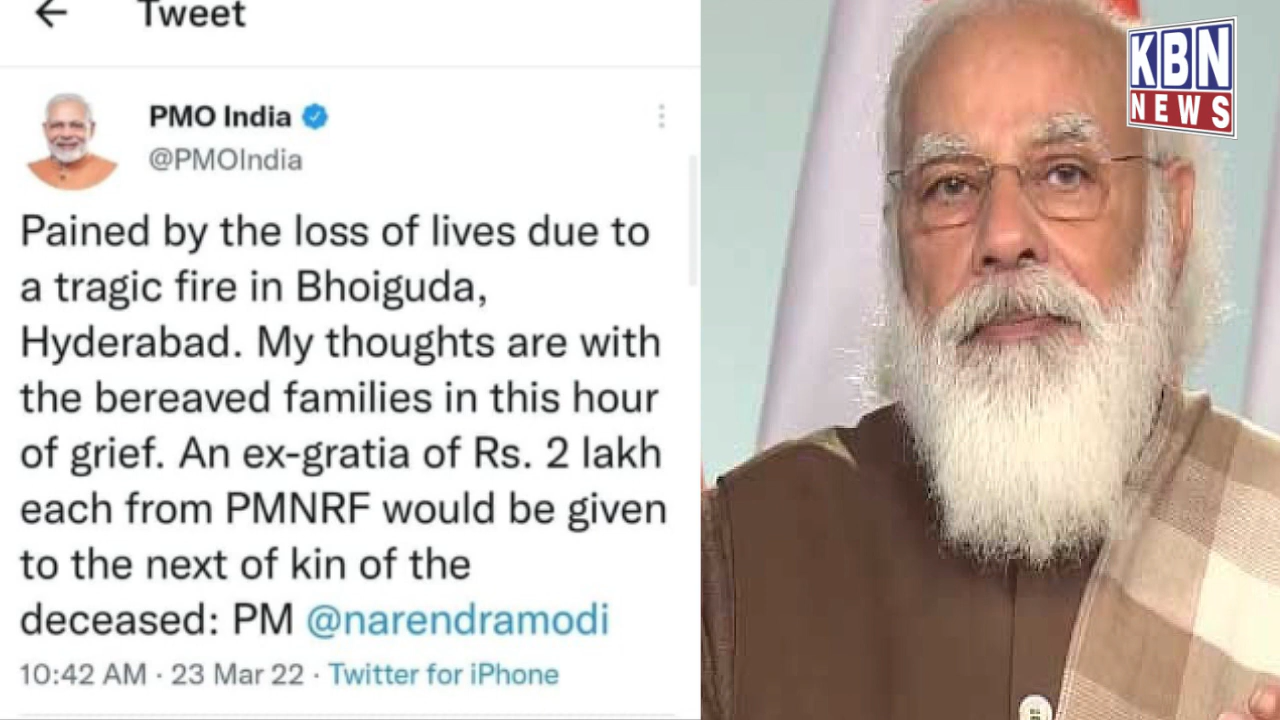 Tweet
PMO India
@PMOIndia
Pained by the loss of lives due to
a tragic fire in Bhoiguda,
Hyderabad. My thoughts are with
the bereaved families in this hour
of grief. An ex-gratia of Rs. 2 lakh
each from PMNRF would be given
to the next of kin of the
deceased: PM @narendramodi
10:42 AM · 23 Mar 22 · Twitter for iPhone
KBN
NEWS